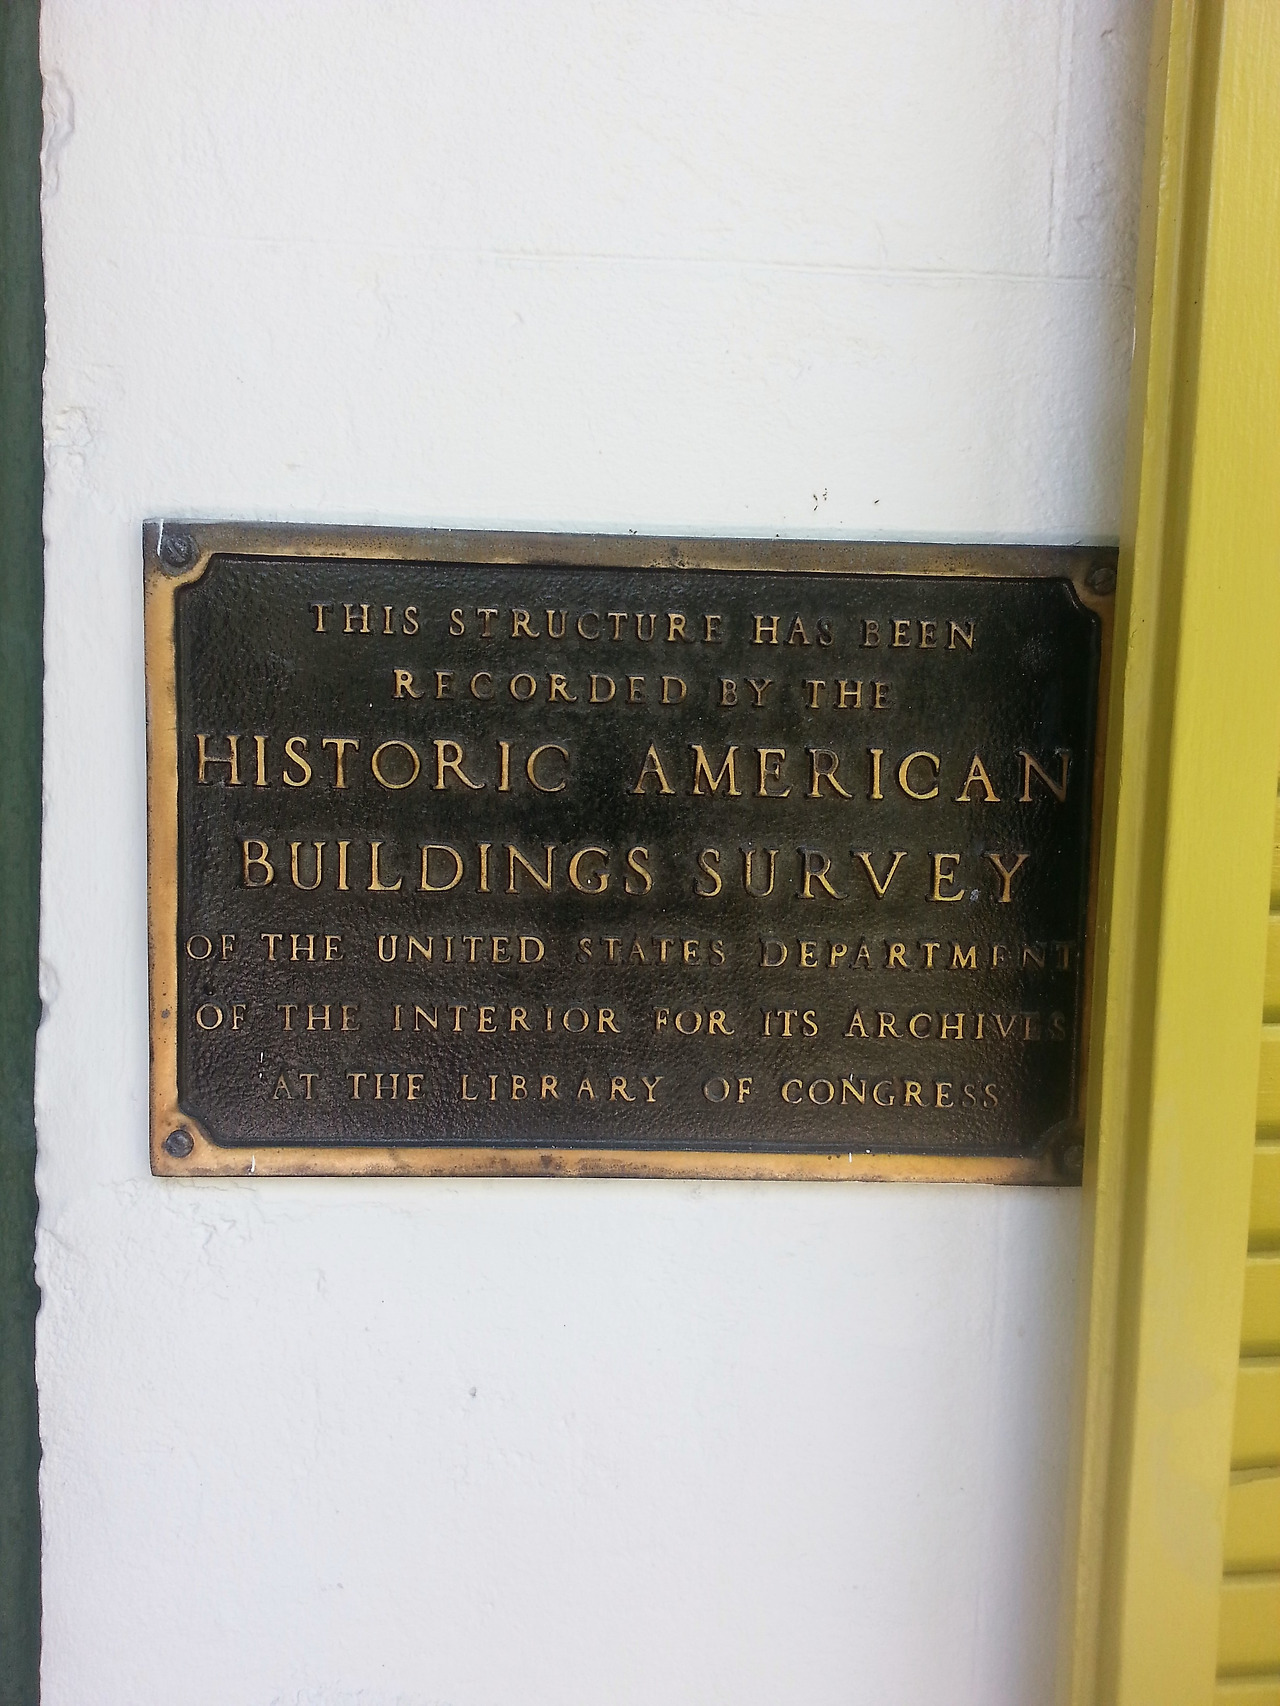 THIS STRUCTURE HAS BEEN
RECORDED BY THE
HISTORIC AMERICAN
BUILDINGS SURVEY
OF THE UNITED STATES DEPARTMENT
OF THE INTERIOR FOR ITS ARCHIVES
AT THE LIBRARY OF CONGRESS